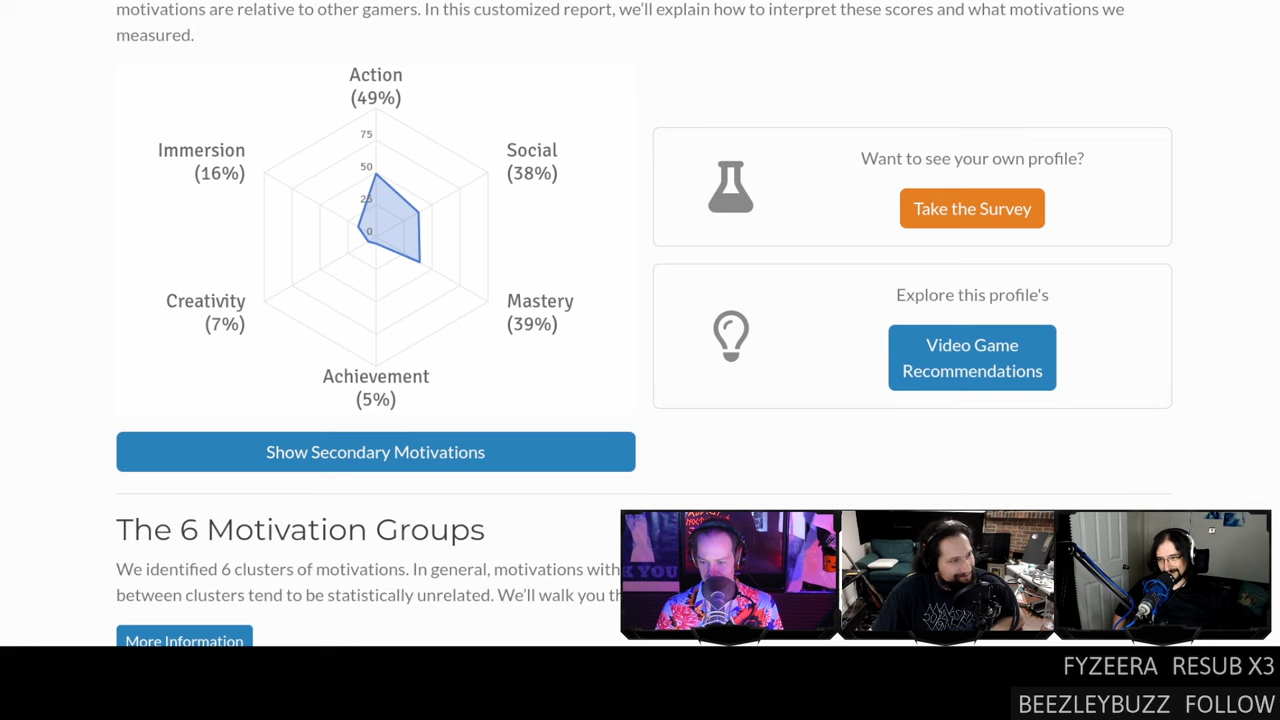 motivations are relative to other gamers. In this customized report, we'll explain how to interpret these scores and what motivations we
measured.
Action
(49%)
75
50
25
0
Immersion
(16%)
Social
(38%)
Creativity
(7%)
Mastery
(39%)
Achievement
(5%)
Want to see your own profile?
Take the Survey
Explore this profile's
Video Game
Recommendations
Show Secondary Motivations
The 6 Motivation Groups
We identified 6 clusters of motivations. In general, motivations with
between clusters tend to be statistically unrelated. We'll walk you th
More Information
K YOU
FYZEERA RESUB X3
BEEZLEYBUZZ FOLLOW